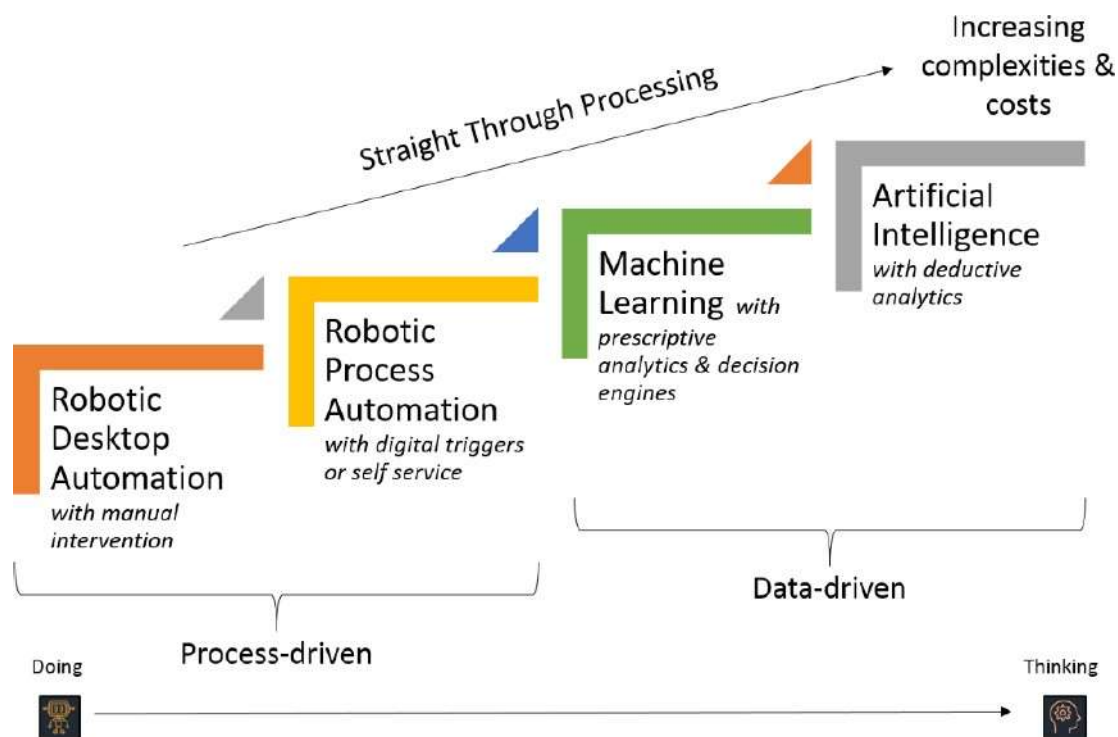 Increasing
complexities &
costs
Straight Through Processing
Robotic
Desktop
Automation
with manual
intervention
Robotic
Process
Automation
with digital triggers
or self service
Machine
Learning with
prescriptive
analytics & decision
engines
Artificial
Intelligence
with deductive
analytics
Process-driven
Data-driven
Doing
Thinking